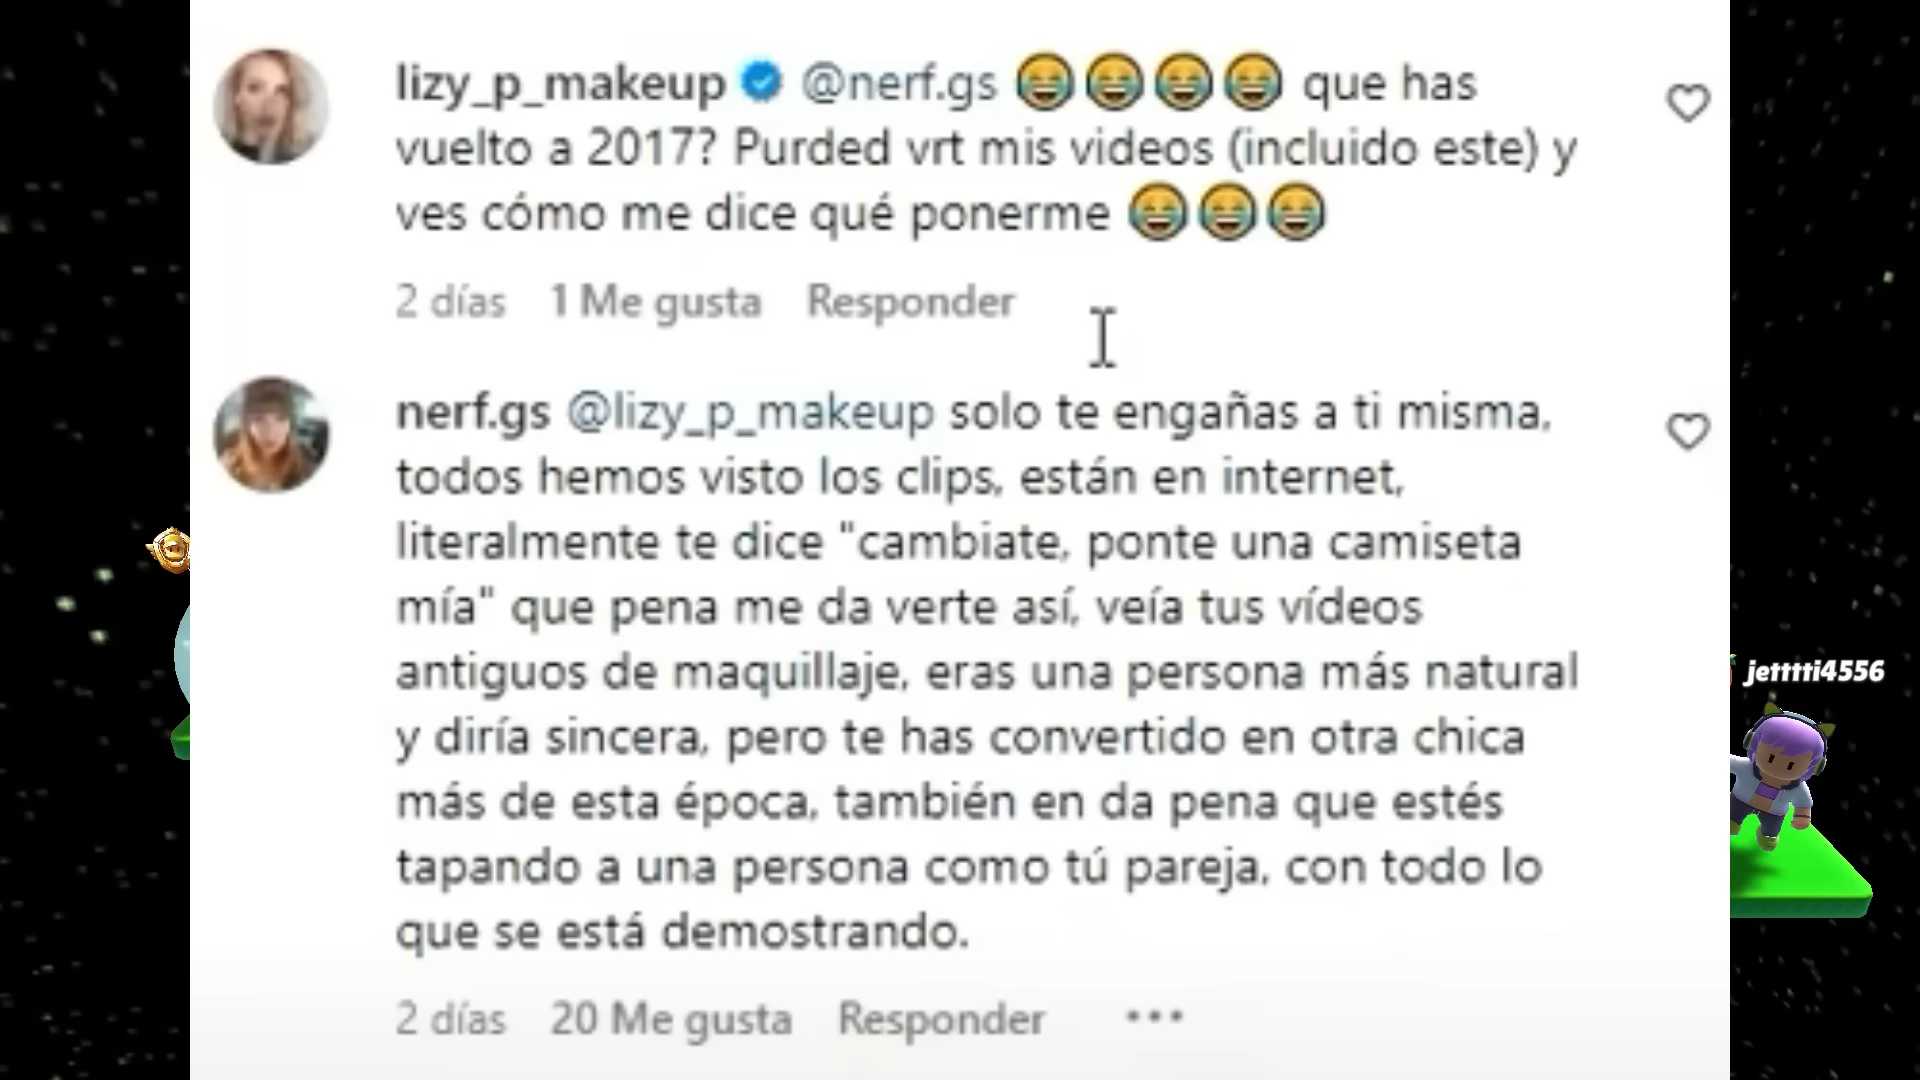 lizy_p_makeup @nerf.gs 😂😂😂😂 que has
vuelto a 2017? Purded vrt mis videos (incluido este) y
ves cómo me dice qué ponerme 😂😂😂
2 días 1 Me gusta Responder
nerf.gs @lizy_p_makeup solo te engañas a ti misma,
todos hemos visto los clips, están en internet,
literalmente te dice "cambiate, ponte una camiseta
mía" que pena me da verte así, veía tus vídeos
antiguos de maquillaje, eras una persona más natural
y diría sincera, pero te has convertido en otra chica
más de esta época, también en da pena que estés
tapando a una persona como tú pareja, con todo lo
que se está demostrando.
2 días 20 Me gusta Responder •••
jetttti4556